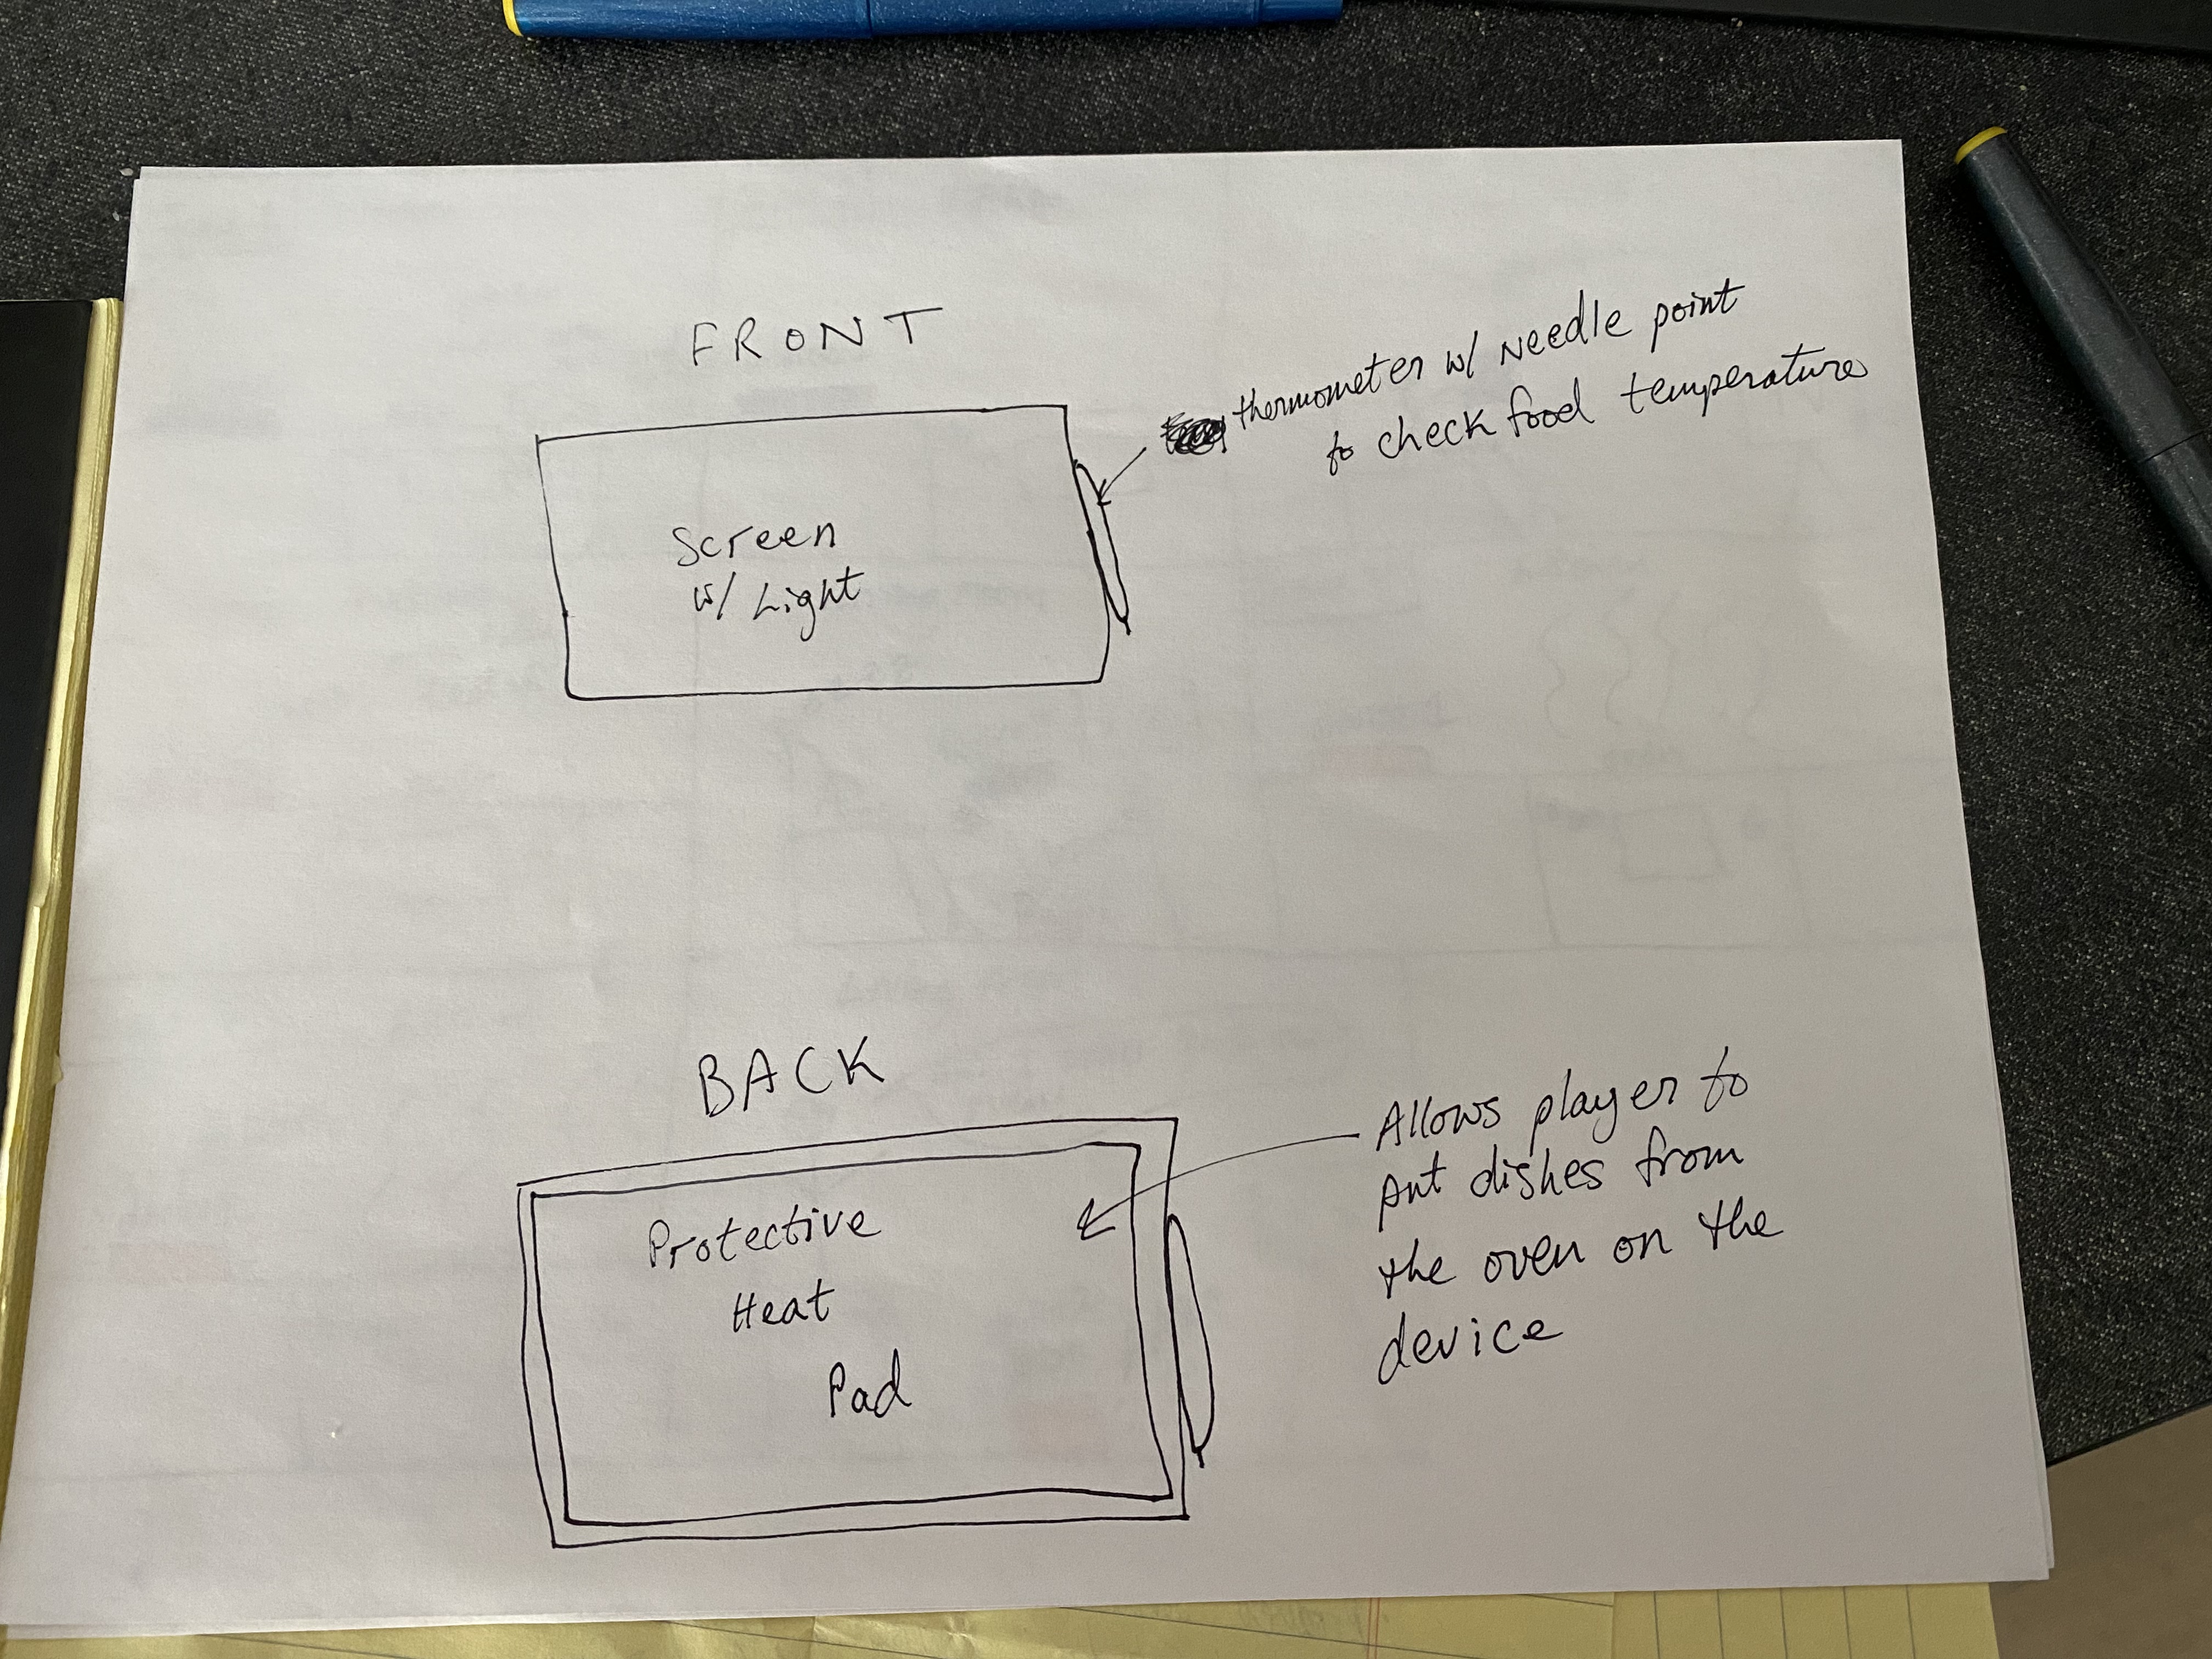 FRONT
thermometer w/ Needle point
to check food temperature
Screen
w/ Light
BACK
Protective
Heat
Pad
Allows player to
put dishes from
the oven on the
device